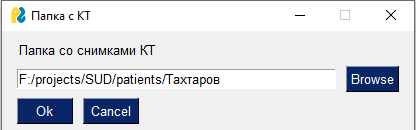 Папка с КТ
Папка со снимками КТ
F:/projects/SUD/patients/Тахтаров
Browse
Ok
Cancel